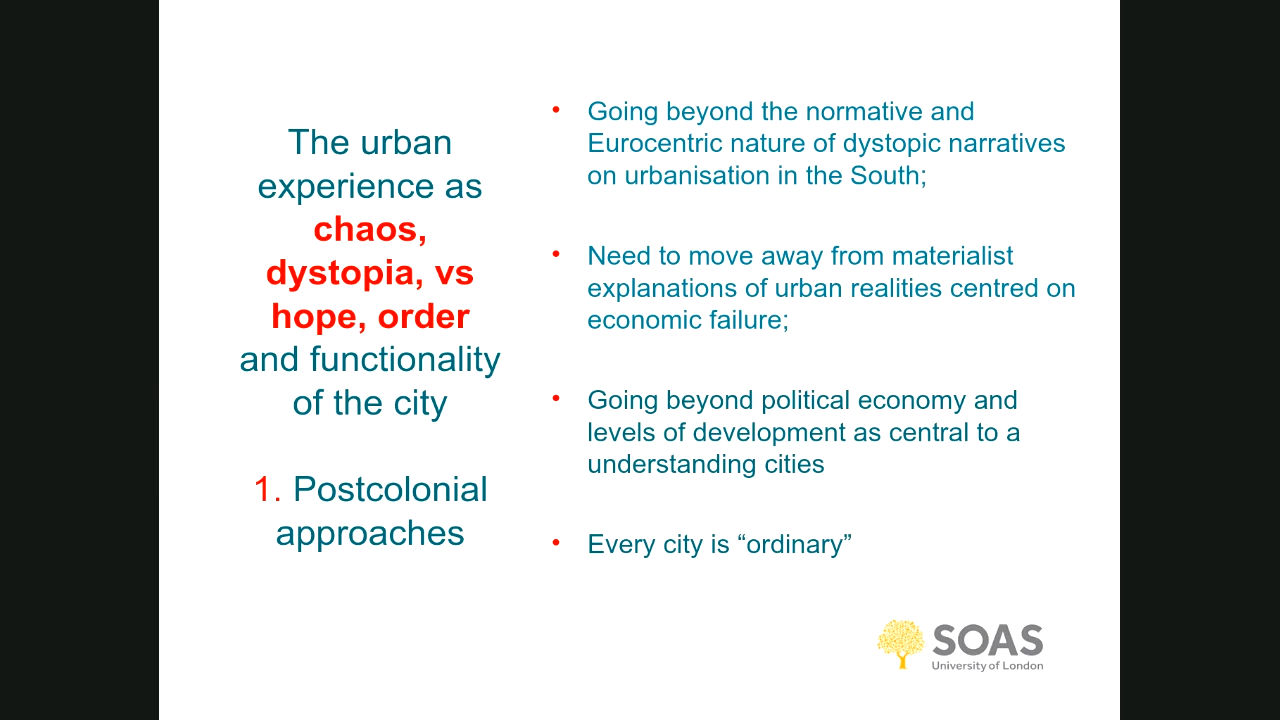 The urban
experience as
chaos,
dystopia, vs
hope, order
and functionality
of the city
1. Postcolonial
approaches
• Going beyond the normative and
Eurocentric nature of dystopic narratives
on urbanisation in the South;
• Need to move away from materialist
explanations of urban realities centred on
economic failure;
• Going beyond political economy and
levels of development as central to a
understanding cities
• Every city is “ordinary”
SOAS
University of London